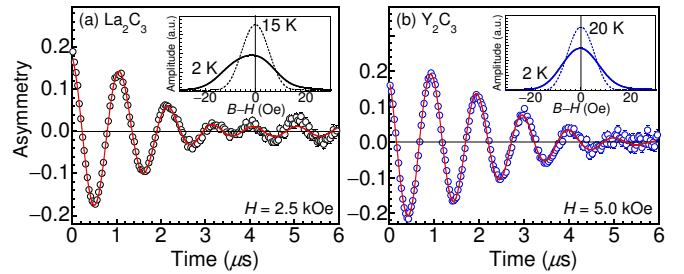 (a) La₂C₃
Asymmetry
0.2
0.1
0.0
−0.1
−0.2
0 1 2 3 4 5 6
Time (μs)
H = 2.5 kOe
Amplitude (a.u.)
15 K
2 K
−20 0 20
B–H (Oe)
(b) Y₂C₃
0.2
0.1
0.0
-0.1
-0.2
0 1 2 3 4 5 6
Time (μs)
H = 5.0 kOe
Amplitude (a.u.)
20 K
2 K
−20 0 20
B–H (Oe)